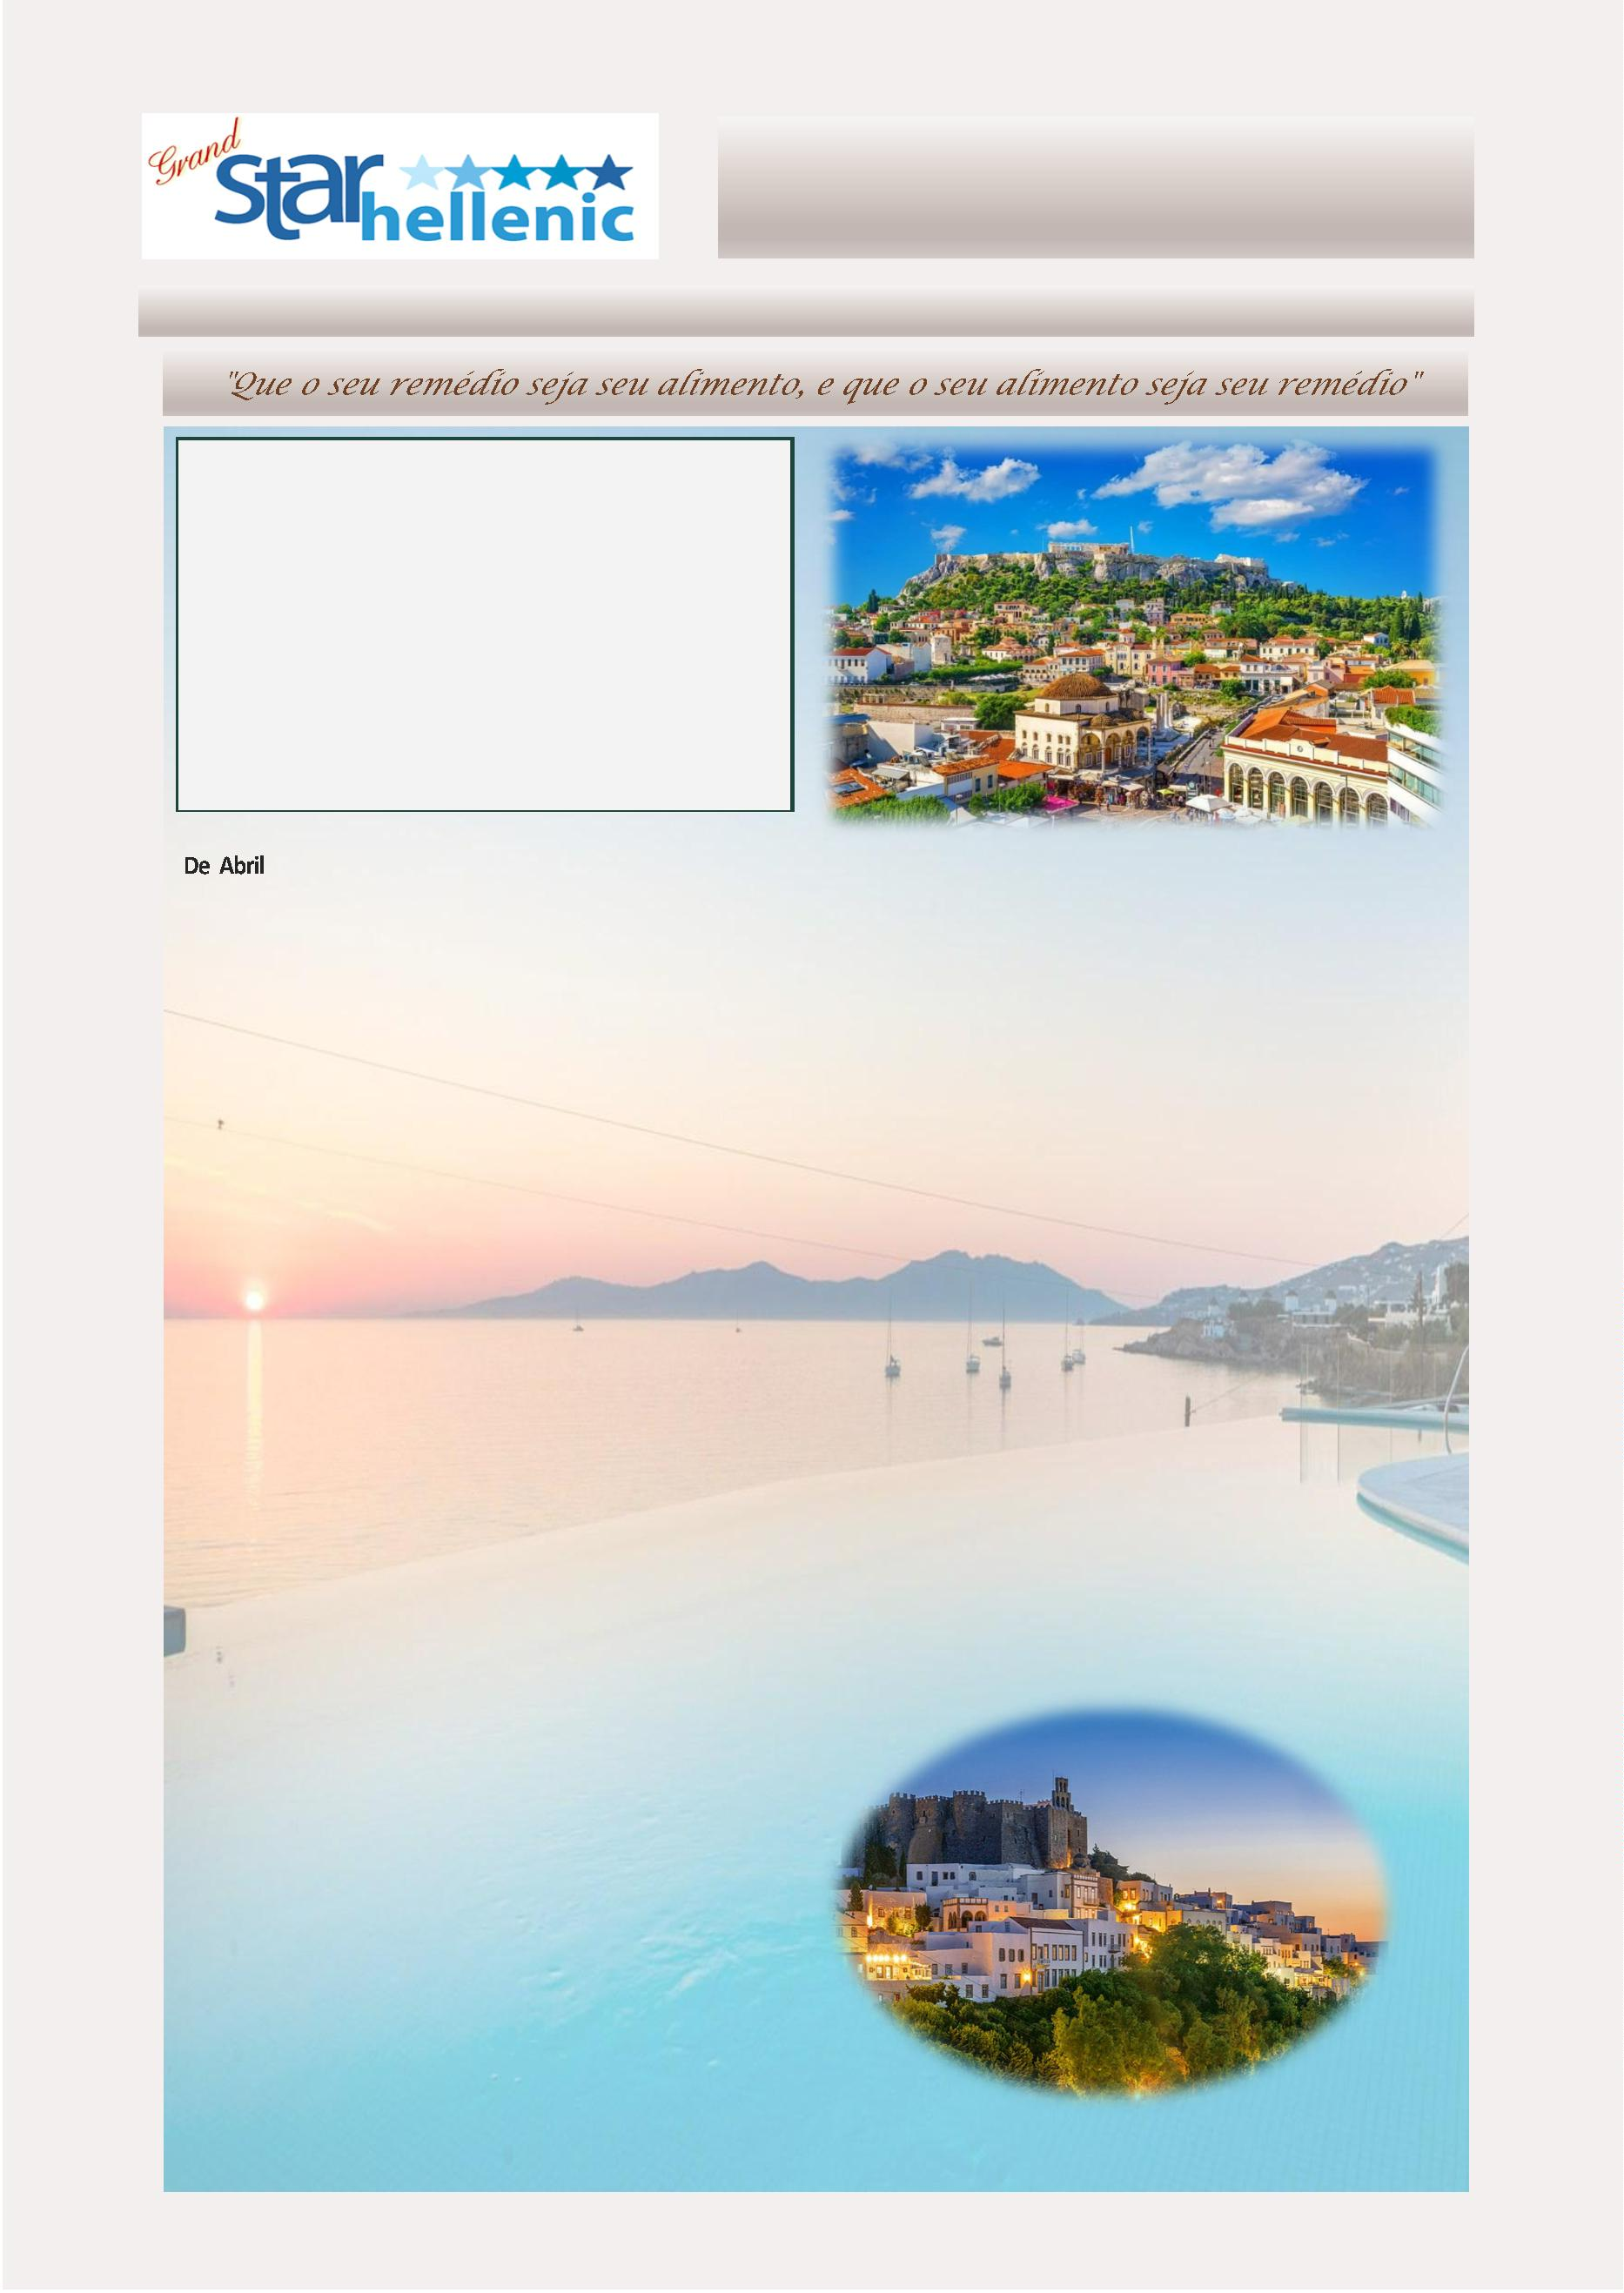 Grand
Star
hellenic
"Que o seu remédio seja seu alimento, e que o seu alimento seja seu remédio"
De Abril